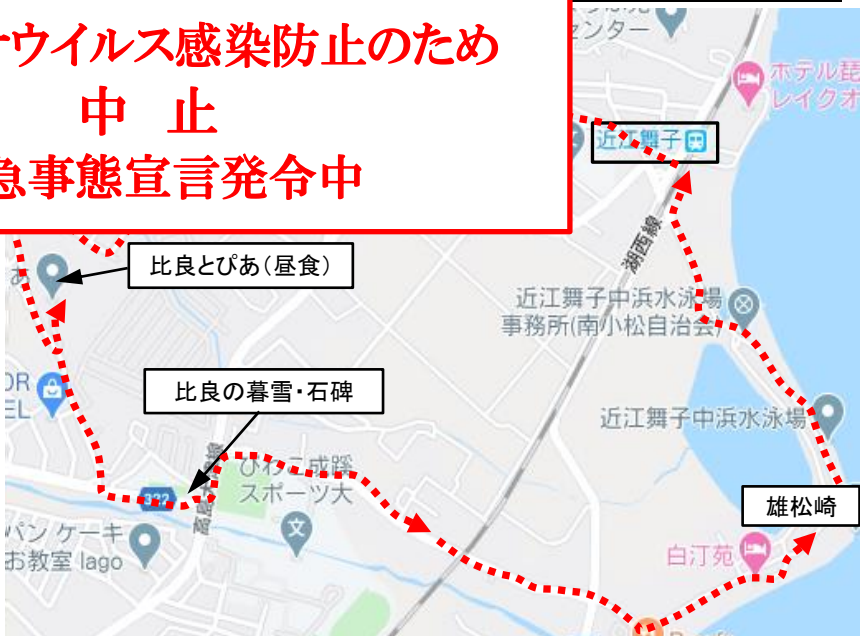 ウイルス感染防止のため
中 止
急事態宣言発令中
センター
ホテル琵
レイクオ
近江舞子
湖西線
比良とぴあ(昼食)
あ
近江舞子中浜水泳場
事務所(南小松自治会)
OR
EL
比良の暮雪・石碑
近江舞子中浜水泳場
びわこ成蹊
スポーツ大
322
雄松崎
パン ケーキ
お教室 lago
白汀苑